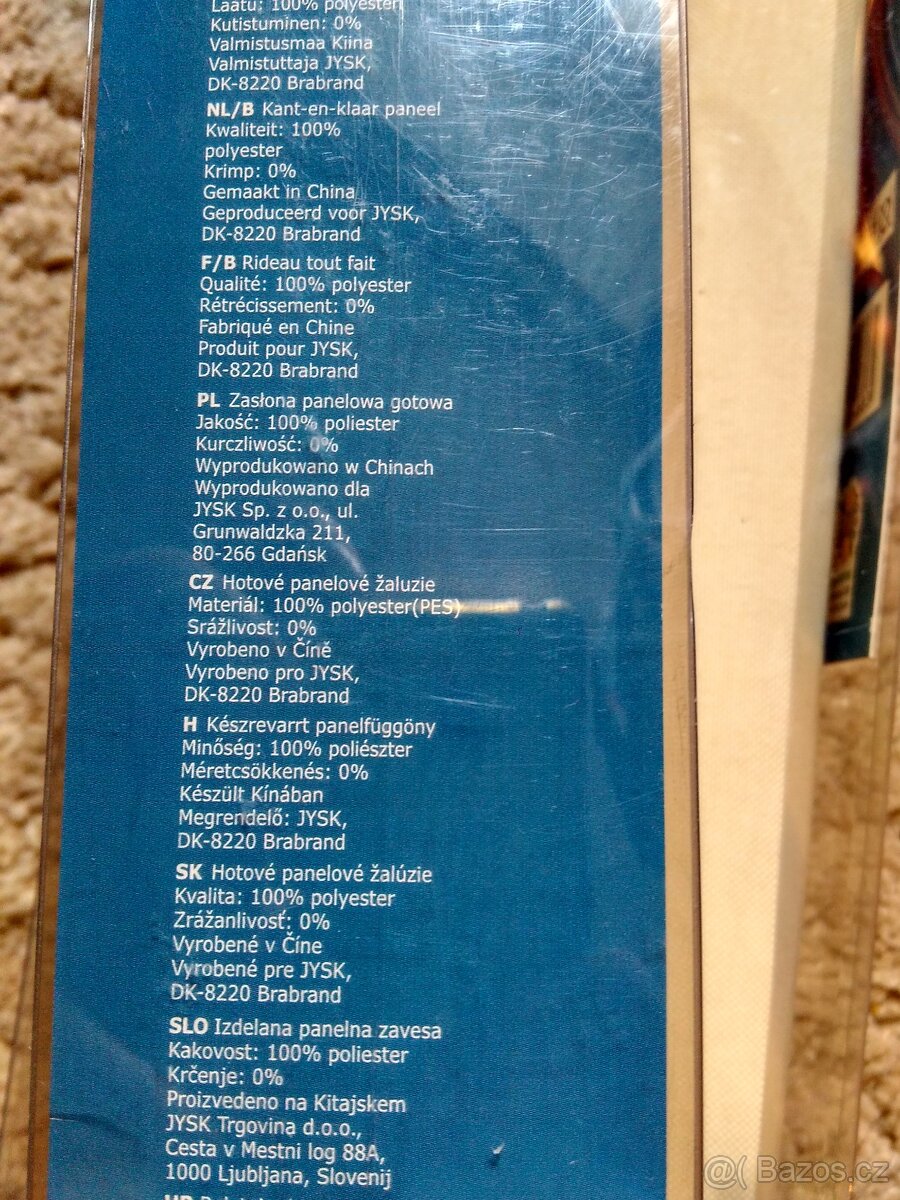 Laatu: 100% polyesteri
Kutistuminen: 0%
Valmistusmaa Kiina
Valmistuttaja JYSK,
DK-8220 Brabrand
NL/B Kant-en-klaar paneel
Kwaliteit: 100%
polyester
Krimp: 0%
Gemaakt in China
Geproduceerd voor JYSK,
DK-8220 Brabrand
F/B Rideau tout fait
Qualité: 100% polyester
Rétrécissement: 0%
Fabriqué en Chine
Produit pour JYSK,
DK-8220 Brabrand
PL Zasłona panelowa gotowa
Jakość: 100% poliester
Kurczliwość: 0%
Wyprodukowano w Chinach
Wyprodukowano dla
JYSK Sp. z o.o., ul.
Grunwaldzka 211,
80-266 Gdańsk
CZ Hotové panelové žaluzie
Materiál: 100% polyester(PES)
Srážlivost: 0%
Vyrobeno v Číně
Vyrobeno pro JYSK,
DK-8220 Brabrand
H Készrevarrt panelfüggöny
Minőség: 100% poliészter
Méretcsökkenés: 0%
Készült Kínában
Megrendelő: JYSK,
DK-8220 Brabrand
SK Hotové panelové žalúzie
Kvalita: 100% polyester
Zrážanlivosť: 0%
Vyrobené v Číne
Vyrobené pre JYSK,
DK-8220 Brabrand
SLO Izdelana panelna zavesa
Kakovost: 100% poliester
Krčenje: 0%
Proizvedeno na Kitajskem
JYSK Trgovina d.o.o.,
Cesta v Mestni log 88A,
1000 Ljubljana, Slovenij
Bazos.cz